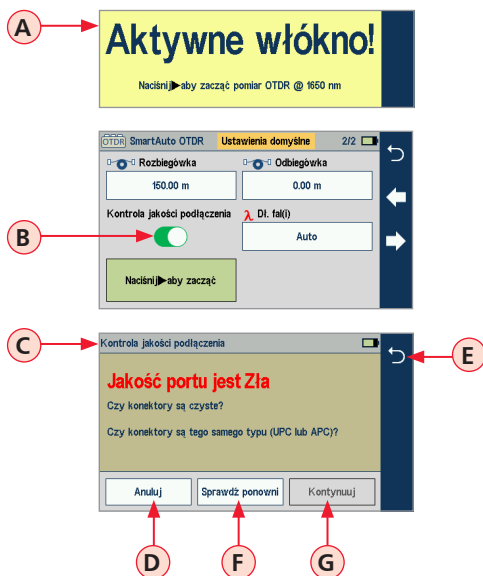 A
Aktywne włókno!
Naciśnij▶aby zacząć pomiar OTDR @ 1650 nm
OTDR SmartAuto OTDR Ustawienia domyślne 2/2
Rozbiegówka Odbiegówka
150.00 m 0.00 m
Kontrola jakości podłączenia λ Dł. fal(i)
B
Auto
Naciśnij▶aby zacząć
C
Kontrola jakości podłączenia
E
Jakość portu jest Zła
Czy konektory są czyste?
Czy konektory są tego samego typu (UPC lub APC)?
Anuluj Sprawdź ponowni Kontynuuj
D F G